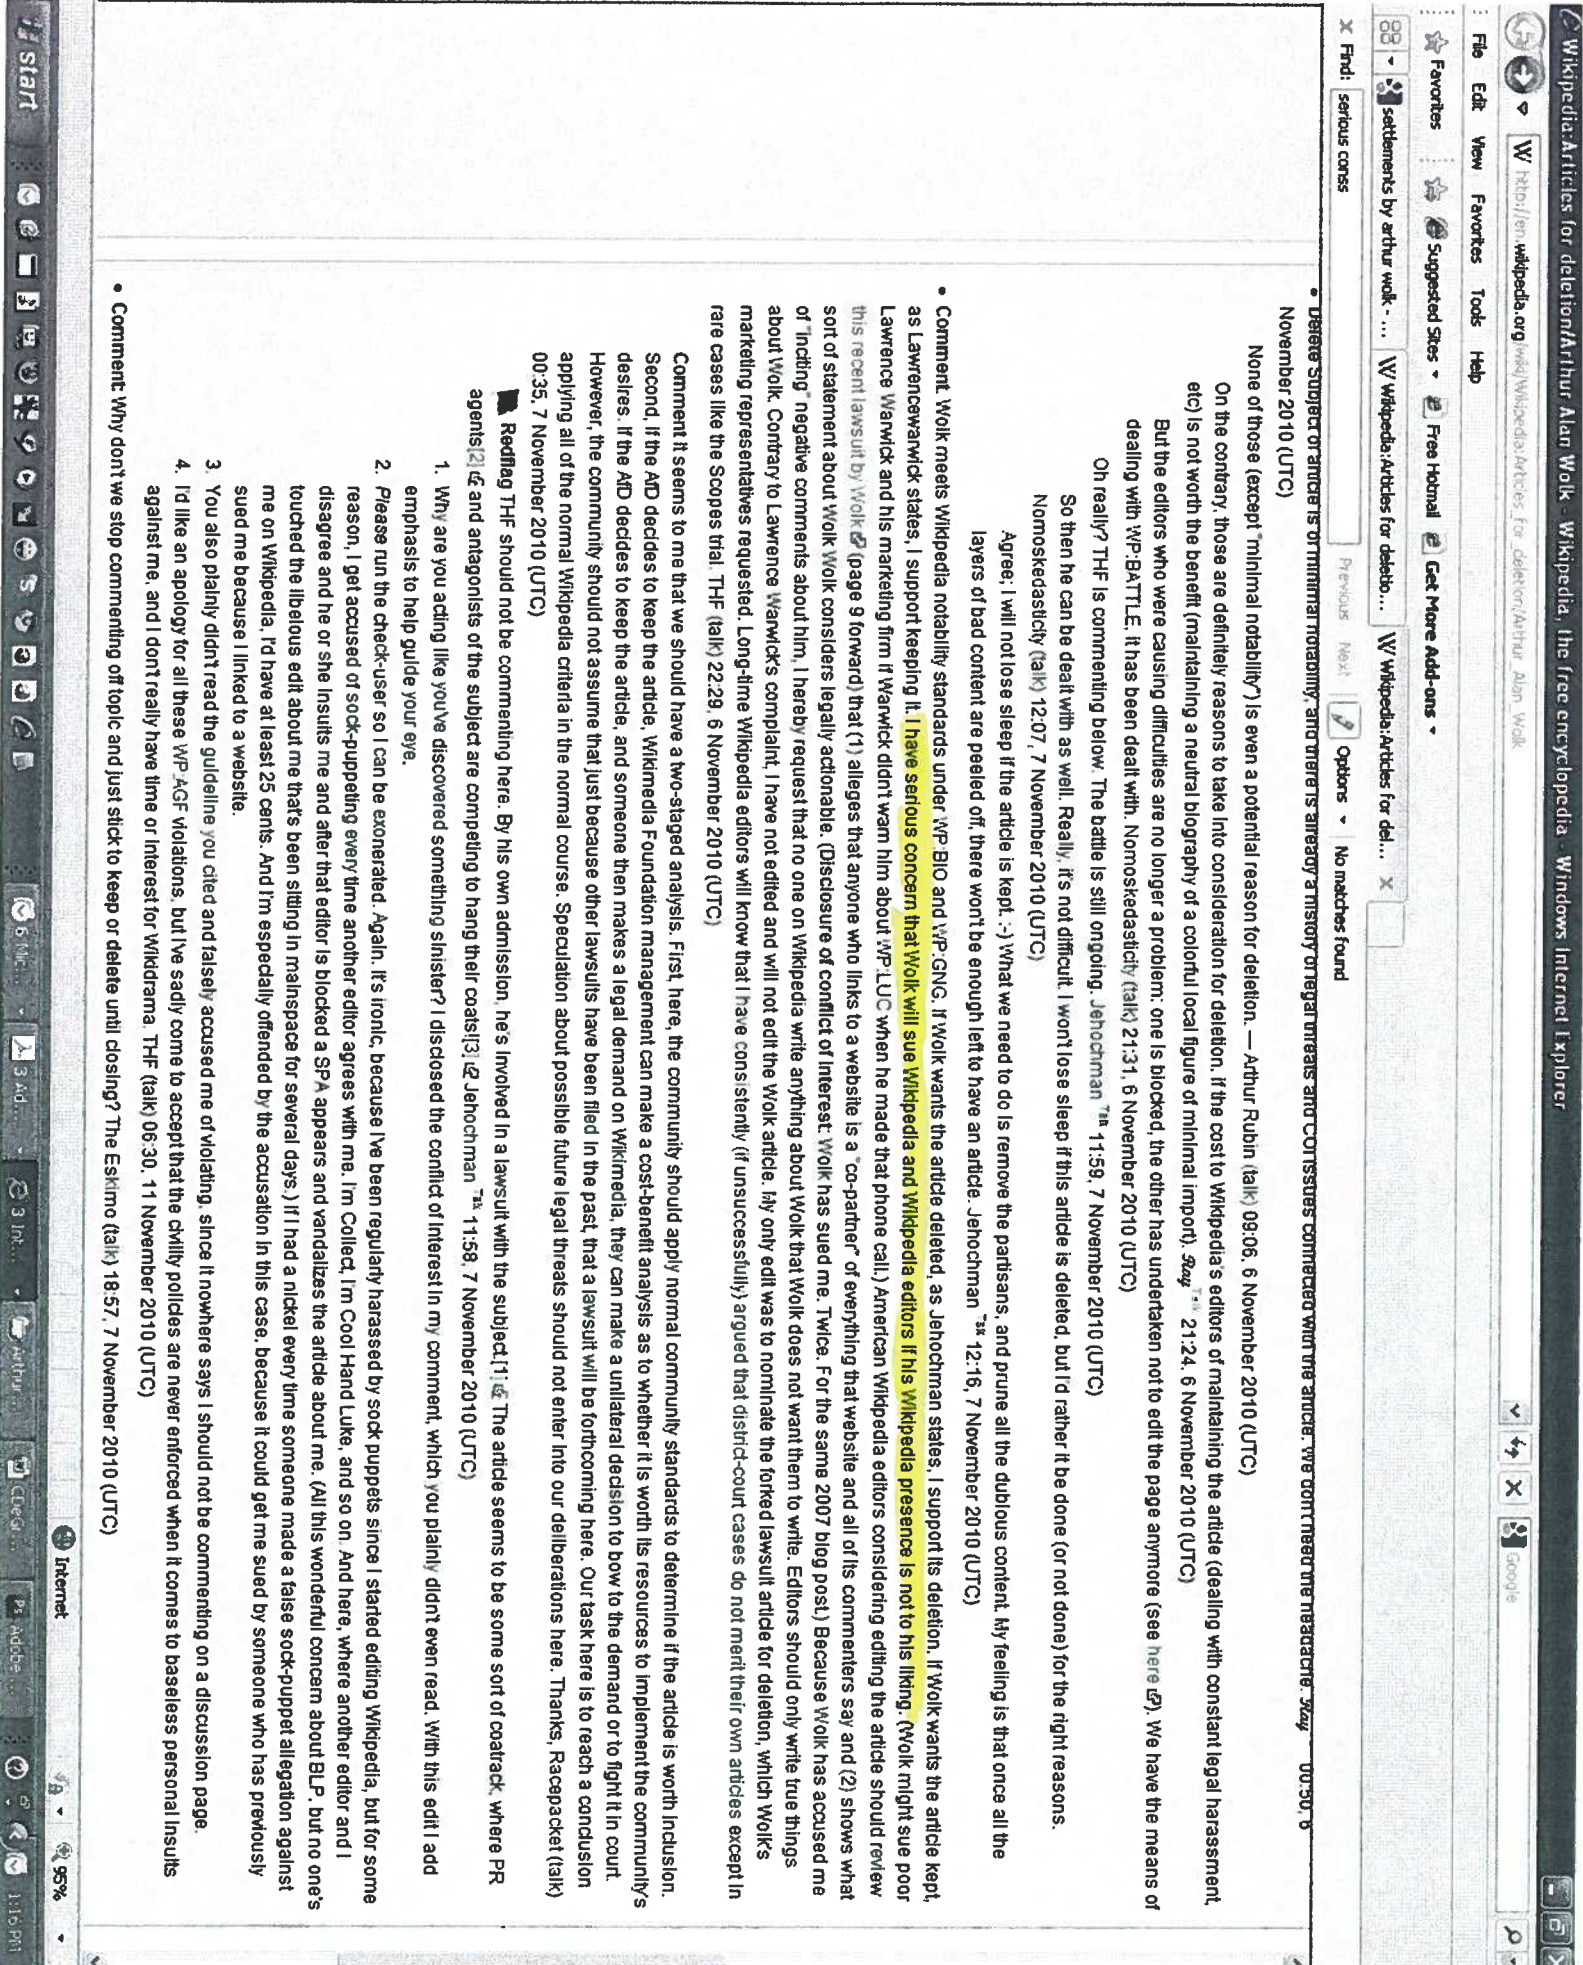 Wikipedia:Articles for deletion/Arthur Alan Wolk - Wikipedia, the free encyclopedia - Windows Internet Explorer
W http://en.wikipedia.org/wiki/Wikipedia:Articles_for_deletion/Arthur_Alan_Wolk
Google
File Edit View Favorites Tools Help
Favorites Suggested Sites Free Hotmail Get More Add-ons
settlements by arthur wolk - ... W Wikipedia:Articles for deletio... W Wikipedia:Articles for del... X
X Find: serious conss Previous Next Options No matches found
• Delete Subject of article is of minimal notability, and there is already a history of legal threats and COI issues connected with the article. We don't need the headache. Ray 00:50, 6
November 2010 (UTC)
None of those (except "minimal notability") is even a potential reason for deletion. — Arthur Rubin (talk) 09:06, 6 November 2010 (UTC)
On the contrary, those are definitely reasons to take into consideration for deletion, if the cost to Wikipedia's editors of maintaining the article (dealing with constant legal harassment,
etc) is not worth the benefit (maintaining a neutral biography of a colorful local figure of minimal import). Ray Talk 21:24, 6 November 2010 (UTC)
But the editors who were causing difficulties are no longer a problem: one is blocked, the other has undertaken not to edit the page anymore (see here). We have the means of
dealing with WP:BATTLE, it has been dealt with. Nomoskedasticity (talk) 21:31, 6 November 2010 (UTC)
Oh really? THF is commenting below. The battle is still ongoing. Jehochman Talk 11:59, 7 November 2010 (UTC)
So then he can be dealt with as well. Really, it's not difficult. I won't lose sleep if this article is deleted, but I'd rather it be done (or not done) for the right reasons.
Nomoskedasticity (talk) 12:07, 7 November 2010 (UTC)
Agree; I will not lose sleep if the article is kept. :-) What we need to do is remove the partisans, and prune all the dubious content. My feeling is that once all the
layers of bad content are peeled off, there won't be enough left to have an article. Jehochman Talk 12:16, 7 November 2010 (UTC)
• Comment. Wolk meets Wikipedia notability standards under WP:BIO and WP:GNG. If Wolk wants the article deleted, as Jehochman states, I support its deletion. If Wolk wants the article kept,
as Lawrencewarwick states, I support keeping it. I have serious concern that Wolk will sue Wikipedia and Wikipedia editors if his Wikipedia presence is not to his liking. (Wolk might sue poor
Lawrence Warwick and his marketing firm if Warwick didn't warn him about WP:LUC when he made that phone call.) American Wikipedia editors considering editing the article should review
this recent lawsuit by Wolk (page 9 forward) that (1) alleges that anyone who links to a website is a "co-partner" of everything that website and all of its commenters say and (2) shows what
sort of statement about Wolk Wolk considers legally actionable. (Disclosure of conflict of interest: Wolk has sued me. Twice. For the same 2007 blog post.) Because Wolk has accused me
of "inciting" negative comments about him, I hereby request that no one on Wikipedia write anything about Wolk that Wolk does not want them to write. Editors should only write true things
about Wolk. Contrary to Lawrence Warwick's complaint, I have not edited and will not edit the Wolk article. My only edit was to nominate the forked lawsuit article for deletion, which Wolk's
marketing representatives requested. Long-time Wikipedia editors will know that I have consistently (if unsuccessfully) argued that district-court cases do not merit their own articles except in
rare cases like the Scopes trial. THF (talk) 22:29, 6 November 2010 (UTC)
Comment It seems to me that we should have a two-staged analysis. First, here, the community should apply normal community standards to determine if the article is worth inclusion.
Second, if the AfD decides to keep the article, Wikimedia Foundation management can make a cost-benefit analysis as to whether it is worth its resources to implement the community's
desires. If the AfD decides to keep the article, and someone then makes a legal demand on Wikimedia, they can make a unilateral decision to bow to the demand or to fight it in court.
However, the community should not assume that just because other lawsuits have been filed in the past, that a lawsuit will be forthcoming here. Our task here is to reach a conclusion
applying all of the normal Wikipedia criteria in the normal course. Speculation about possible future legal threats should not enter into our deliberations here. Thanks, Racepacket (talk)
00:35, 7 November 2010 (UTC)
Redflag THF should not be commenting here. By his own admission, he's involved in a lawsuit with the subject.[1] The article seems to be some sort of coatrack, where PR
agents[2] and antagonists of the subject are competing to hang their coats![3] Jehochman Talk 11:58, 7 November 2010 (UTC)
1. Why are you acting like you've discovered something sinister? I disclosed the conflict of interest in my comment, which you plainly didn't even read. With this edit I add
emphasis to help guide your eye.
2. Please run the check-user so I can be exonerated. Again. It's ironic, because I've been regularly harassed by sock puppets since I started editing Wikipedia, but for some
reason, I get accused of sock-puppeting every time another editor agrees with me. I'm Collect, I'm Cool Hand Luke, and so on. And here, where another editor and I
disagree and he or she insults me and after that editor is blocked a SPA appears and vandalizes the article about me. (All this wonderful concern about BLP, but no one's
touched the libelous edit about me that's been sitting in mainspace for several days.) If I had a nickel every time someone made a false sock-puppet allegation against
me on Wikipedia, I'd have at least 25 cents. And I'm especially offended by the accusation in this case, because it could get me sued by someone who has previously
sued me because I linked to a website.
3. You also plainly didn't read the guideline you cited and falsely accused me of violating, since it nowhere says I should not be commenting on a discussion page.
4. I'd like an apology for all these WP:AGF violations, but I've sadly come to accept that the civility policies are never enforced when it comes to baseless personal insults
against me, and I don't really have time or interest for Wikidrama. THF (talk) 06:30, 11 November 2010 (UTC)
• Comment: Why don't we stop commenting off topic and just stick to keep or delete until closing? The Eskimo (talk) 18:57, 7 November 2010 (UTC)
Internet 95%
start 6 Mic... 3 Ad... 3 Int... Arthur... CDeGr... Ps Adobe ... 1:16 PM